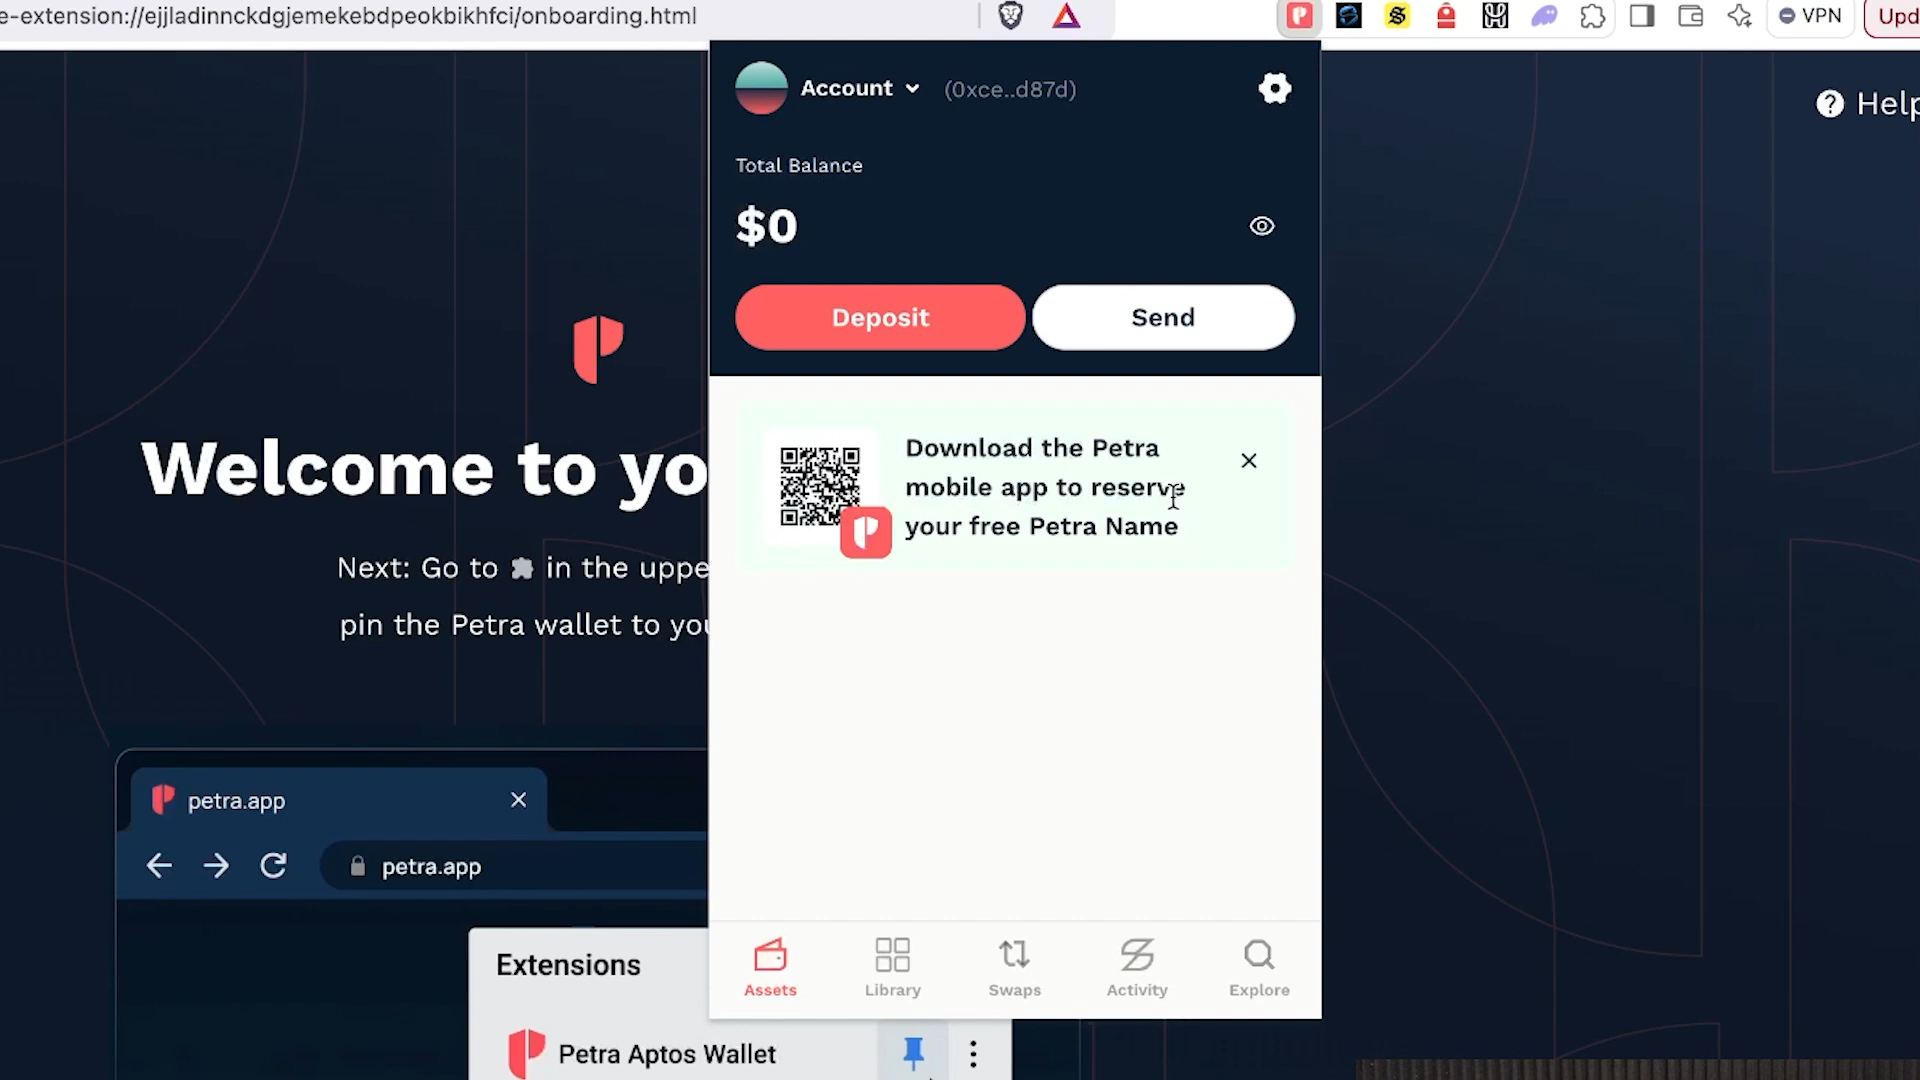 e-extension://ejjladinnckdgjemekebdpeokbikhfci/onboarding.html
VPN
Upd
Account
(0xce..d87d)
Help
Total Balance
$0
Deposit
Send
Download the Petra
mobile app to reserve
your free Petra Name
Welcome to yo
Next: Go to in the uppe
pin the Petra wallet to you
petra.app
petra.app
Extensions
Petra Aptos Wallet
Assets
Library
Swaps
Activity
Explore